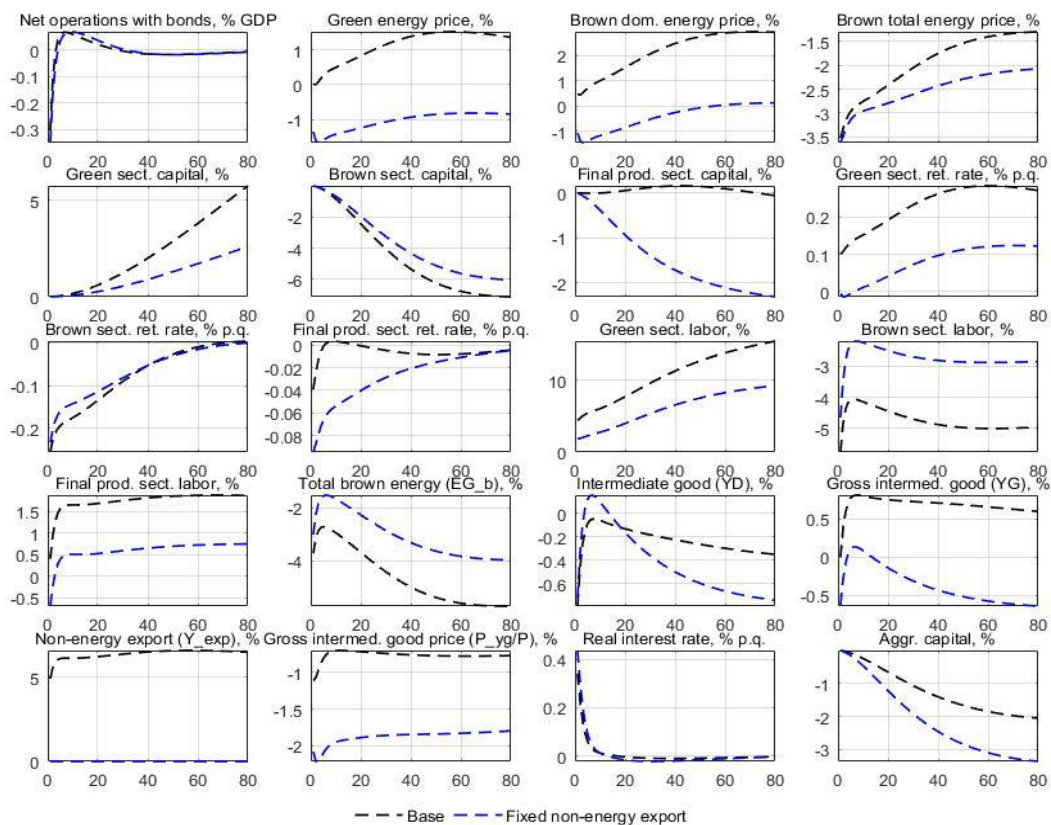 Net operations with bonds, % GDP
Green energy price, %
Brown dom. energy price, %
Brown total energy price, %
0
-0.1
-0.2
-0.3
0 20 40 60 80
1
0
-1
0 20 40 60 80
3
2
1
0
-1
0 20 40 60 80
-1.5
-2
-2.5
-3
-3.5
0 20 40 60 80
Green sect. capital, %
Brown sect. capital, %
Final prod. sect. capital, %
Green sect. ret. rate, % p.q.
5
0
0 20 40 60 80
-2
-4
-6
0 20 40 60 80
0
-1
-2
0 20 40 60 80
0.2
0.1
0
0 20 40 60 80
Brown sect. ret. rate, % p.q.
Final prod. sect. ret. rate, % p.q.
Green sect. labor, %
Brown sect. labor, %
0
-0.1
-0.2
0 20 40 60 80
0
-0.02
-0.04
-0.06
-0.08
0 20 40 60 80
10
0
0 20 40 60 80
-3
-4
-5
0 20 40 60 80
Final prod. sect. labor, %
Total brown energy (EG_b), %
Intermediate good (YD), %
Gross intermed. good (YG), %
1.5
1
0.5
0
-0.5
0 20 40 60 80
-2
-4
0 20 40 60 80
0
-0.2
-0.4
-0.6
0 20 40 60 80
0.5
0
-0.5
0 20 40 60 80
Non-energy export (Y_exp), %
Gross intermed. good price (P_yg/P), %
Real interest rate, % p.q.
Aggr. capital, %
5
0
0 20 40 60 80
-1
-1.5
-2
0 20 40 60 80
0.4
0.2
0
0 20 40 60 80
-1
-2
-3
0 20 40 60 80
Base
Fixed non-energy export